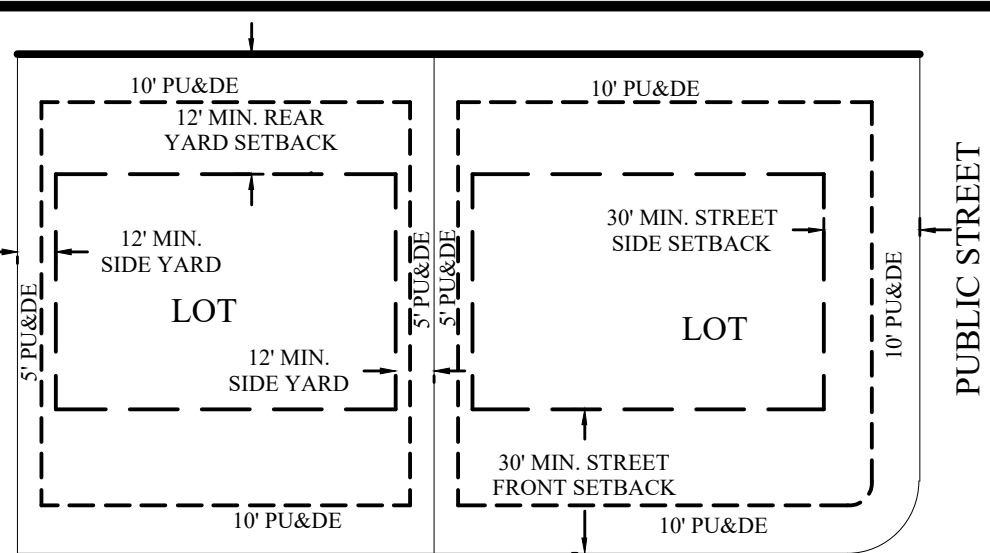 10' PU&DE
10' PU&DE
12' MIN. REAR
YARD SETBACK
12' MIN.
SIDE YARD
30' MIN. STREET
SIDE SETBACK
PUBLIC STREET
5' PU&DE
5' PU&DE
5' PU&DE
10' PU&DE
LOT
LOT
12' MIN.
SIDE YARD
30' MIN. STREET
FRONT SETBACK
10' PU&DE
10' PU&DE